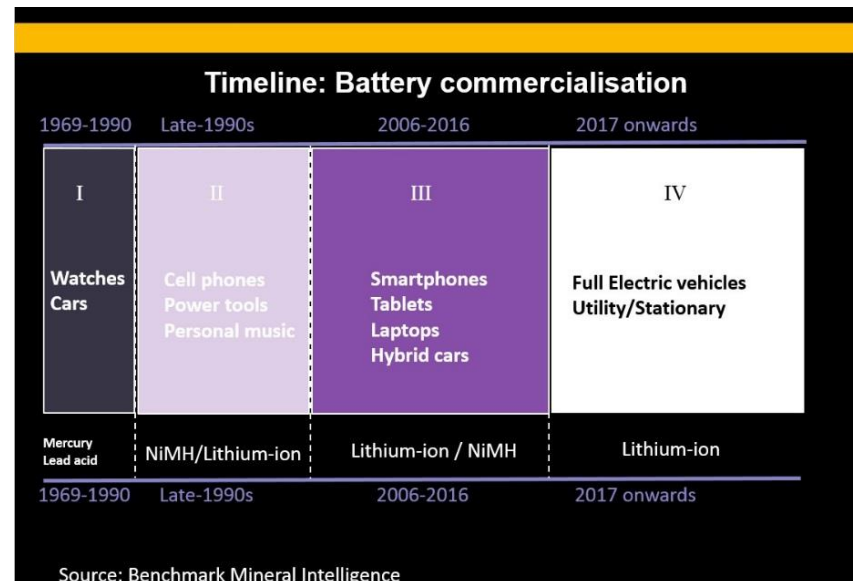 Timeline: Battery commercialisation
1969-1990 Late-1990s 2006-2016 2017 onwards
I II III IV
Watches
Cars
Cell phones
Power tools
Personal music
Smartphones
Tablets
Laptops
Hybrid cars
Full Electric vehicles
Utility/Stationary
Mercury
Lead acid
NiMH/Lithium-ion
Lithium-ion / NiMH
Lithium-ion
1969-1990 Late-1990s 2006-2016 2017 onwards
Source: Benchmark Mineral Intelligence